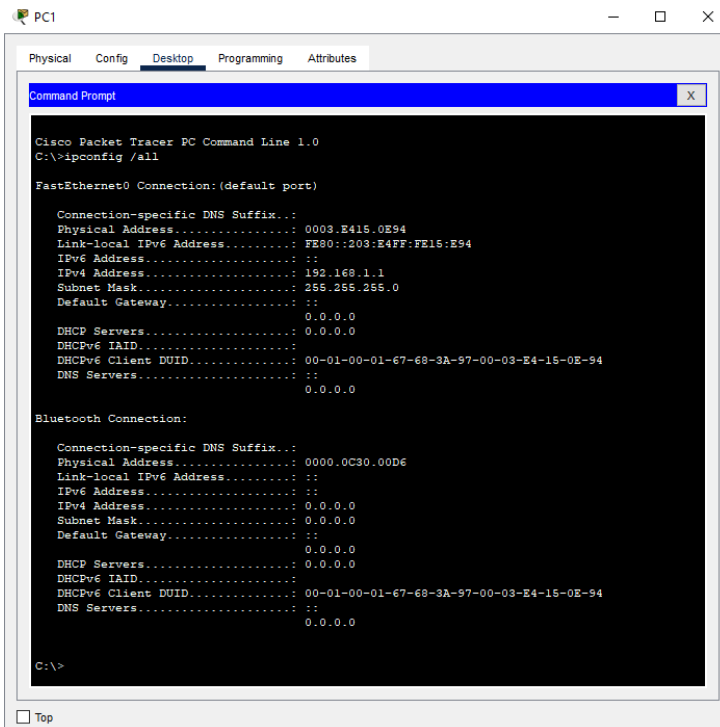 PC1
Physical Config Desktop Programming Attributes
Command Prompt
X
Cisco Packet Tracer PC Command Line 1.0
C:\>ipconfig /all
FastEthernet0 Connection:(default port)
Connection-specific DNS Suffix..:
Physical Address................: 0003.E415.0E94
Link-local IPv6 Address.........: FE80::203:E4FF:FE15:E94
IPv6 Address....................: ::
IPv4 Address....................: 192.168.1.1
Subnet Mask.....................: 255.255.255.0
Default Gateway.................: ::
0.0.0.0
DHCP Servers....................: 0.0.0.0
DHCPv6 IAID.....................:
DHCPv6 Client DUID..............: 00-01-00-01-67-68-3A-97-00-03-E4-15-0E-94
DNS Servers.....................: ::
0.0.0.0
Bluetooth Connection:
Connection-specific DNS Suffix..:
Physical Address................: 0000.0C30.00D6
Link-local IPv6 Address.........: ::
IPv6 Address....................: ::
IPv4 Address....................: 0.0.0.0
Subnet Mask.....................: 0.0.0.0
Default Gateway.................: ::
0.0.0.0
DHCP Servers....................: 0.0.0.0
DHCPv6 IAID.....................:
DHCPv6 Client DUID..............: 00-01-00-01-67-68-3A-97-00-03-E4-15-0E-94
DNS Servers.....................: ::
0.0.0.0
C:\>
Top